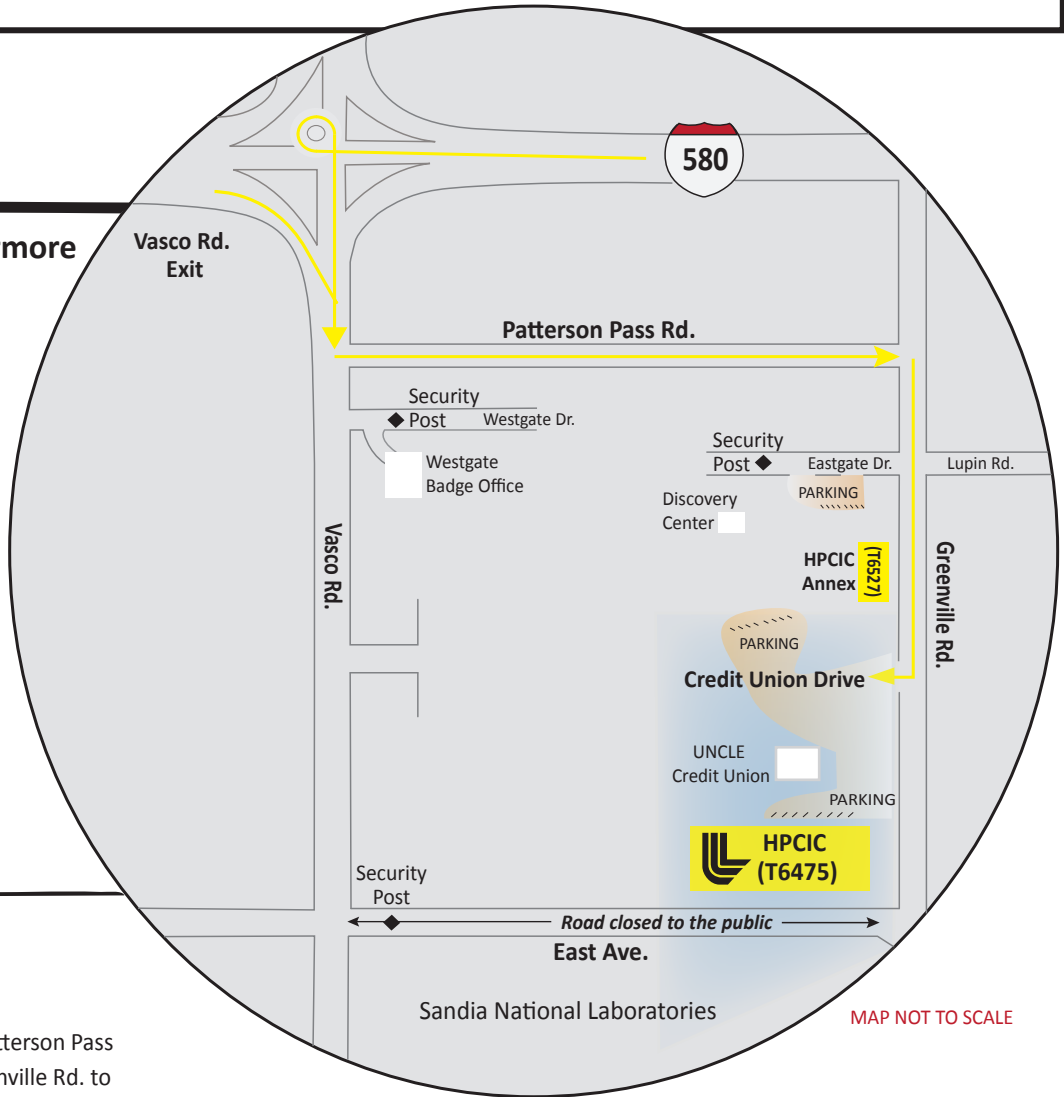 580
Vasco Rd.
Exit
Patterson Pass Rd.
Security
Post
Westgate Dr.
Westgate
Badge Office
Security
Post
Eastgate Dr.
Lupin Rd.
PARKING
Discovery
Center
Vasco Rd.
HPCIC
Annex
(T6527)
Greenville Rd.
PARKING
Credit Union Drive
UNCLE
Credit Union
PARKING
HPCIC
(T6475)
Security
Post
Road closed to the public
East Ave.
Sandia National Laboratories
MAP NOT TO SCALE
rmore
tterson Pass
nville Rd. to